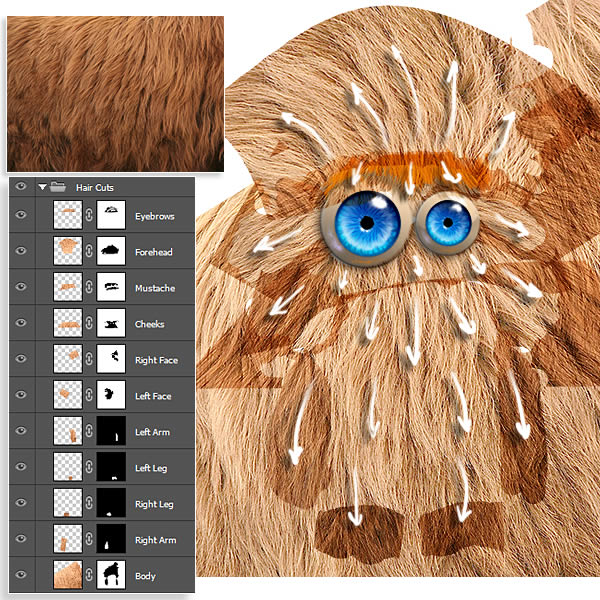 Hair Cuts
Eyebrows
Forehead
Mustache
Cheeks
Right Face
Left Face
Left Arm
Left Leg
Right Leg
Right Arm
Body